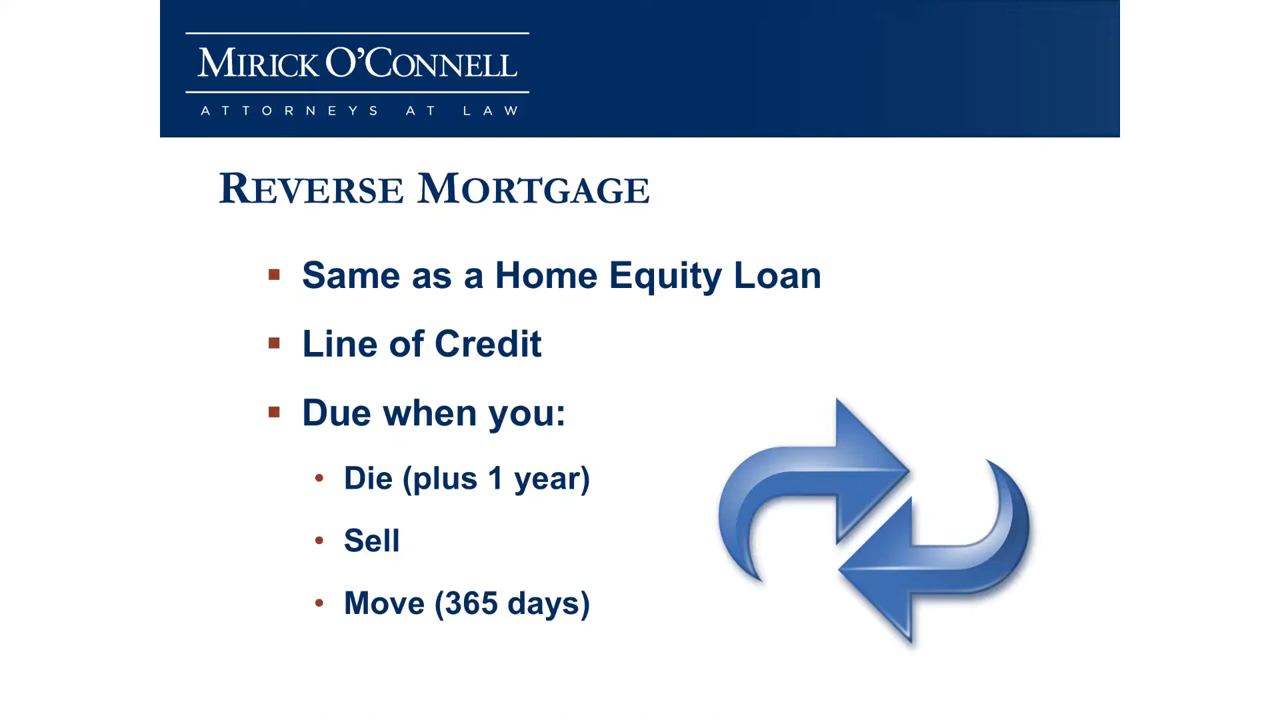 MIRICK O'CONNELL
ATTORNEYS AT LAW
REVERSE MORTGAGE
Same as a Home Equity Loan
Line of Credit
Due when you:
Die (plus 1 year)
Sell
Move (365 days)